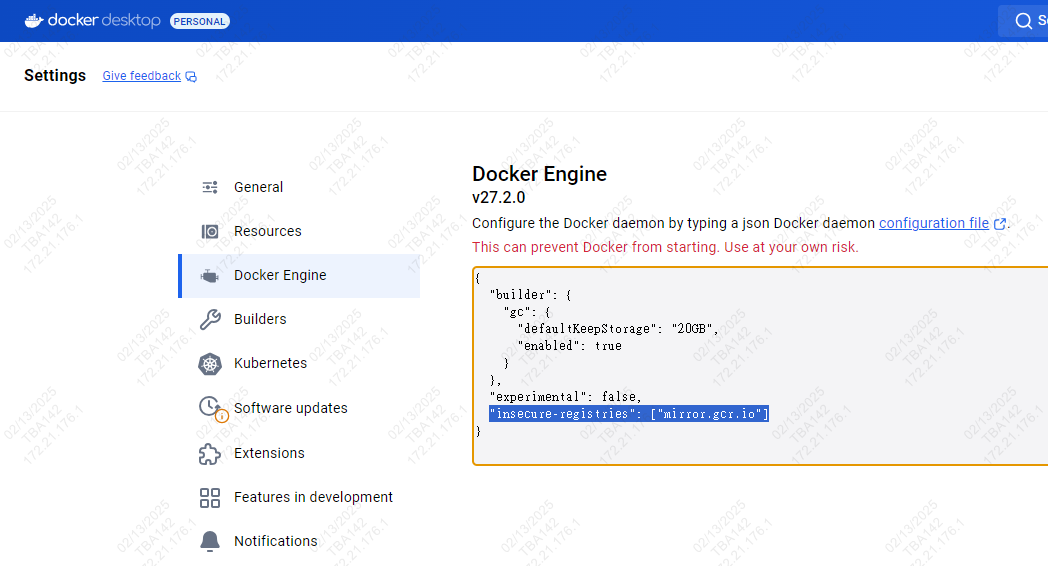 docker desktop PERSONAL
S
Settings Give feedback
General
Resources
Docker Engine
Builders
Kubernetes
Software updates
Extensions
Features in development
Notifications
Docker Engine
v27.2.0
Configure the Docker daemon by typing a json Docker daemon configuration file.
This can prevent Docker from starting. Use at your own risk.
{
"builder": {
"gc": {
"defaultKeepStorage": "20GB",
"enabled": true
}
},
"experimental": false,
"insecure-registries": ["mirror.gcr.io"]
}
02/13/2025
TBA142
172.21.176.1